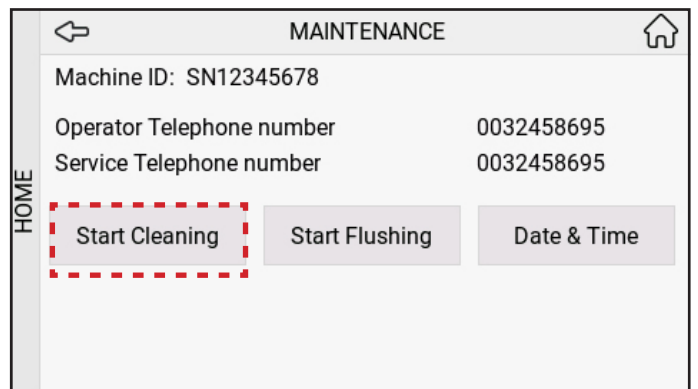 MAINTENANCE
Machine ID: SN12345678
Operator Telephone number 0032458695
Service Telephone number 0032458695
HOME
Start Cleaning Start Flushing Date & Time